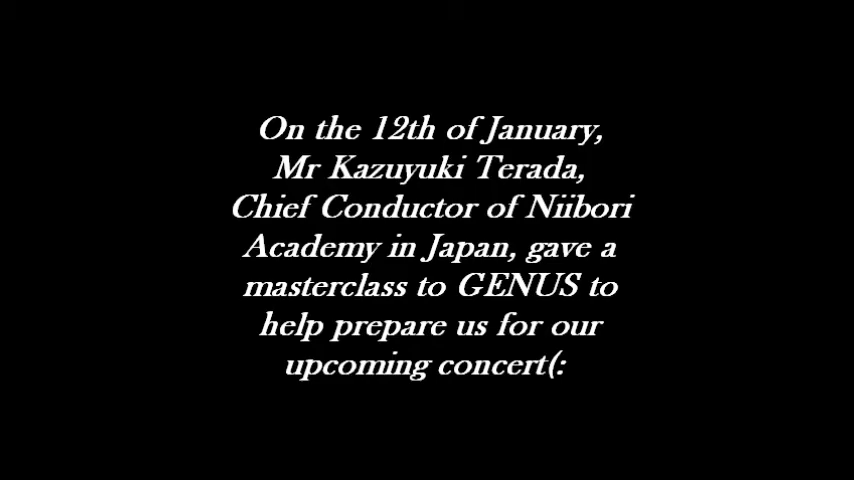 On the 12th of January,
Mr Kazuyuki Terada,
Chief Conductor of Niibori
Academy in Japan, gave a
masterclass to GENUS to
help prepare us for our
upcoming concert(: